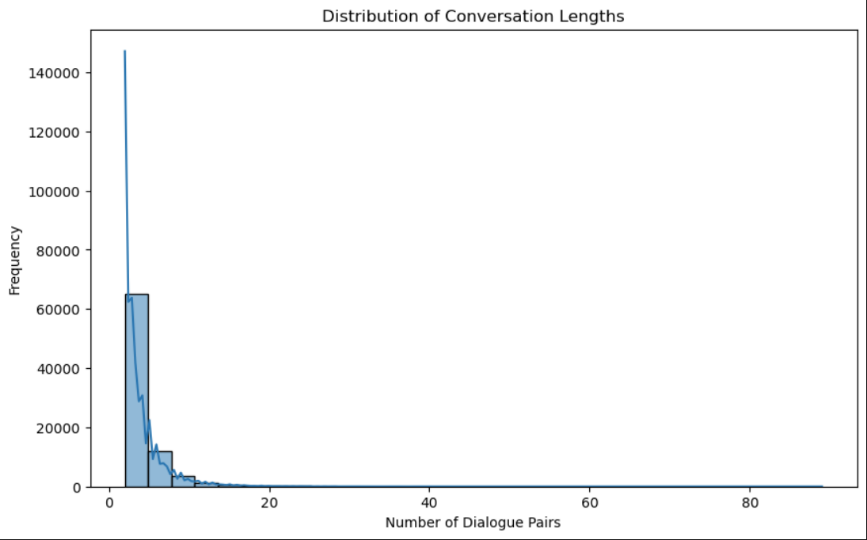 Distribution of Conversation Lengths
140000
120000
100000
80000
60000
40000
20000
0
Frequency
0 20 40 60 80
Number of Dialogue Pairs